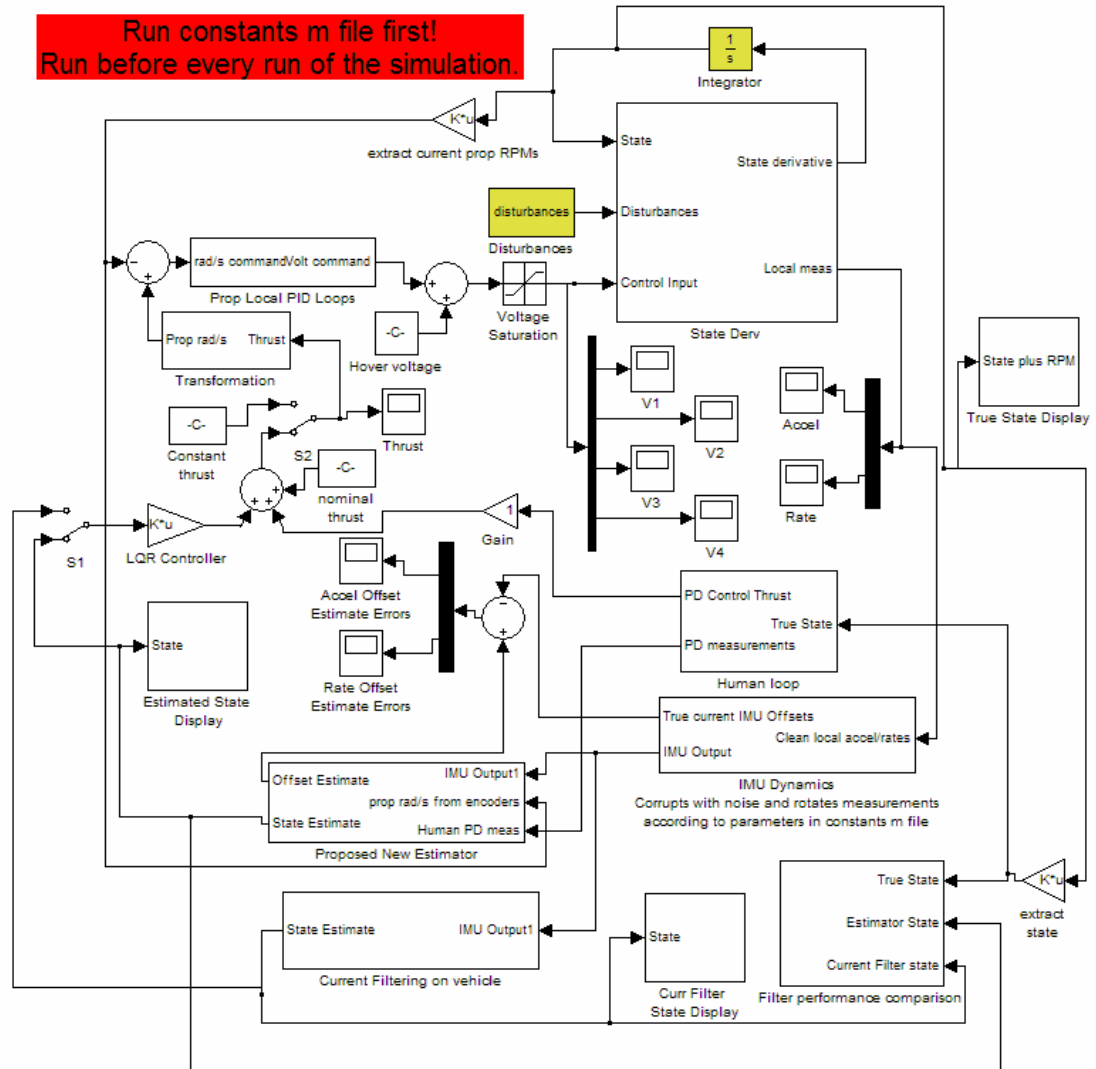 Run constants m file first!
Run before every run of the simulation.
1
s
Integrator
K*u
extract current prop RPMs
State
State derivative
disturbances
Disturbances
Disturbances
Local meas
Control Input
State Derv
rad/s command
Volt command
Prop Local PID Loops
-C-
Hover voltage
Voltage
Saturation
Prop rad/s
Thrust
Transformation
-C-
Constant
thrust
S2
Thrust
-C-
nominal
thrust
V1
V2
V3
V4
Accel
Rate
State plus RPM
True State Display
S1
K*u
LQR Controller
1
Gain
Accel Offset
Estimate Errors
Rate Offset
Estimate Errors
State
Estimated State
Display
PD Control Thrust
True State
PD measurements
Human loop
True current IMU Offsets
Clean local accel/rates
IMU Output
IMU Dynamics
Corrupts with noise and rotates measurements
according to parameters in constants m file
Offset Estimate
IMU Output1
prop rad/s from encoders
State Estimate
Human PD meas
Proposed New Estimator
State Estimate
IMU Output1
Current Filtering on vehicle
State
Curr Filter
State Display
True State
Estimator State
Current Filter state
Filter performance comparison
K*u
extract
state